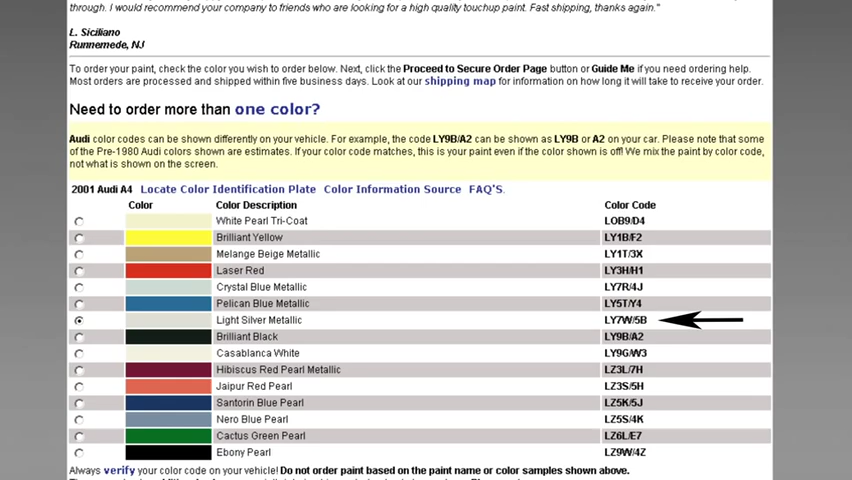 through. I would recommend your company to friends who are looking for a high quality touchup paint. Fast shipping, thanks again."
L. Siciliano
Runnemede, NJ
To order your paint, check the color you wish to order below. Next, click the Proceed to Secure Order Page button or Guide Me if you need ordering help.
Most orders are processed and shipped within five business days. Look at our shipping map for information on how long it will take to receive your order.
Need to order more than one color?
Audi color codes can be shown differently on your vehicle. For example, the code LY9B/A2 can be shown as LY9B or A2 on your car. Please note that some
of the Pre-1980 Audi colors shown are estimates. If your color code matches, this is your paint even if the color shown is off! We mix the paint by color code,
not what is shown on the screen.
2001 Audi A4 Locate Color Identification Plate Color Information Source FAQ'S.
Color Color Description Color Code
White Pearl Tri-Coat LOB9/D4
Brilliant Yellow LY1B/F2
Melange Beige Metallic LY1T/3X
Laser Red LY3H/H1
Crystal Blue Metallic LY7R/4J
Pelican Blue Metallic LY5T/Y4
Light Silver Metallic LY7W/5B
Brilliant Black LY9B/A2
Casablanca White LY9G/W3
Hibiscus Red Pearl Metallic LZ3L/7H
Jaipur Red Pearl LZ3S/5H
Santorin Blue Pearl LZ5K/5J
Nero Blue Pearl LZ5S/4K
Cactus Green Pearl LZ6L/E7
Ebony Pearl LZ9W/4Z
Always verify your color code on your vehicle! Do not order paint based on the paint name or color samples shown above.